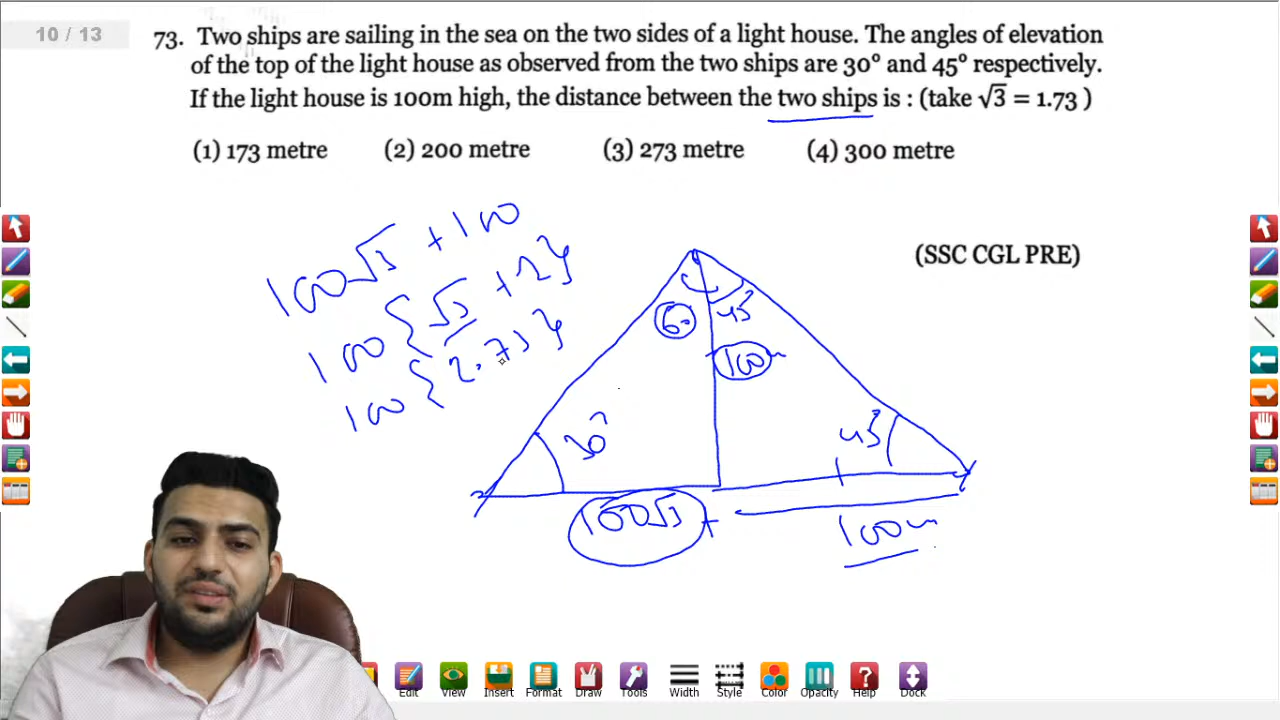 10 / 13
73. Two ships are sailing in the sea on the two sides of a light house. The angles of elevation
of the top of the light house as observed from the two ships are 30° and 45° respectively.
If the light house is 100m high, the distance between the two ships is : (take √3 = 1.73 )
(1) 173 metre (2) 200 metre (3) 273 metre (4) 300 metre
(SSC CGL PRE)
100√3 + 100
100 { √3 + 1 }
100 { 2.73 }
60 45°
100m
30° 45°
100√3 + 100m
Edit View Insert Format Draw Tools Width Style Color Opacity Help Dock